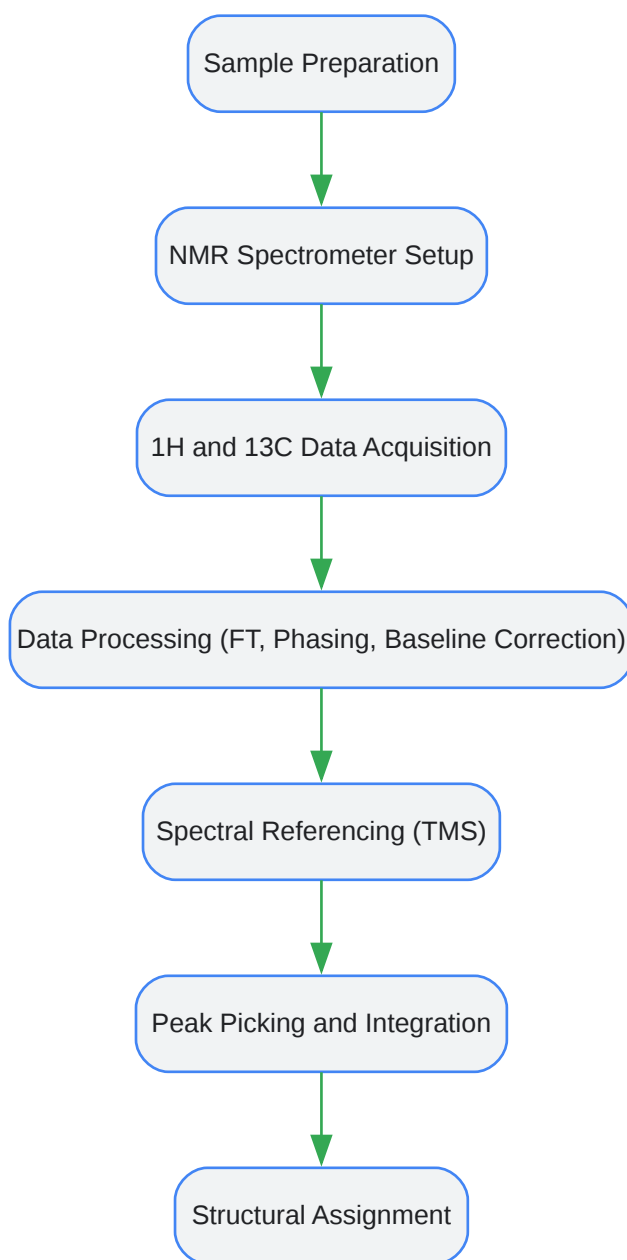 Sample Preparation
NMR Spectrometer Setup
1H and 13C Data Acquisition
Data Processing (FT, Phasing, Baseline Correction)
Spectral Referencing (TMS)
Peak Picking and Integration
Structural Assignment